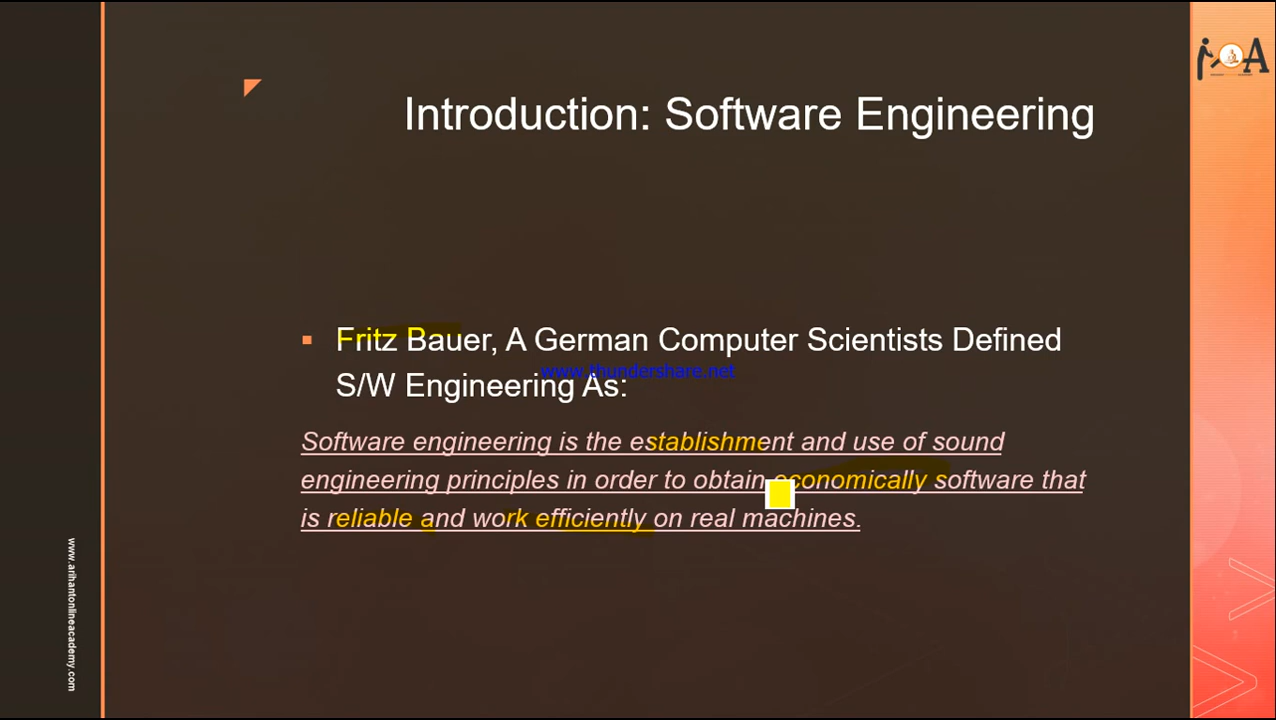 Introduction: Software Engineering
Fritz Bauer, A German Computer Scientists Defined
S/W Engineering As:
www.thundershare.net
Software engineering is the establishment and use of sound
engineering principles in order to obtain economically software that
is reliable and work efficiently on real machines.
www.arihantonlineacademy.com